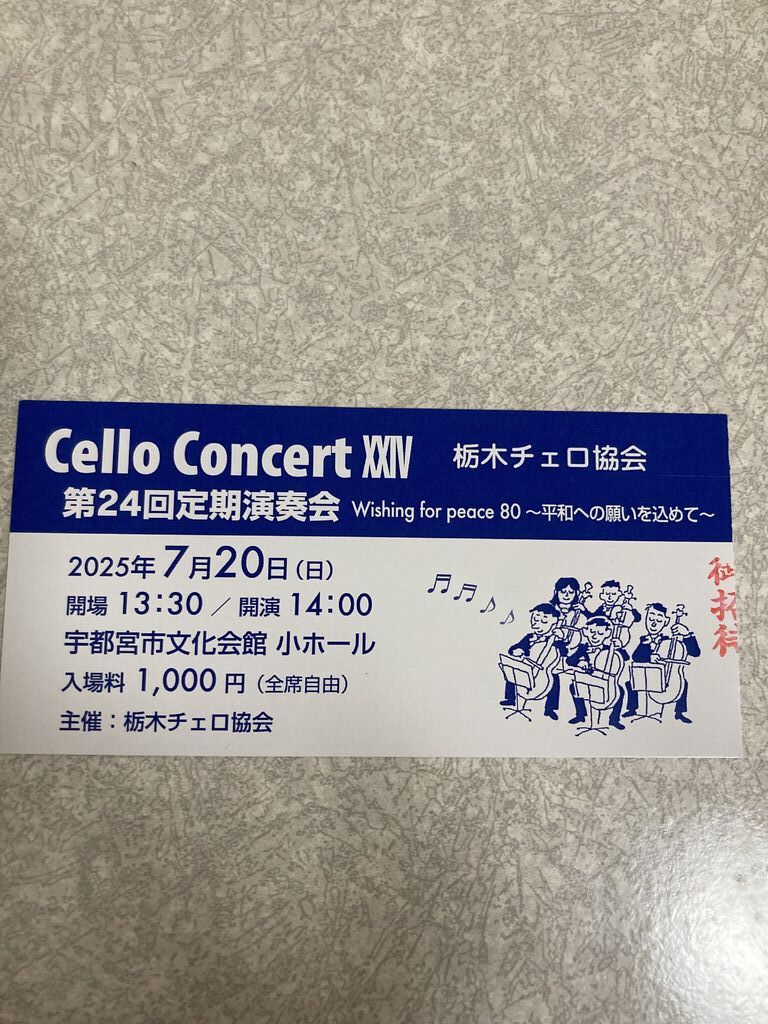 Cello Concert XXIV 栃木チェロ協会
第24回定期演奏会 Wishing for peace 80 ～平和への願いを込めて～
2025年 7月20日（日）
開場 13:30 ／ 開演 14:00
宇都宮市文化会館 小ホール
入場料 1,000 円（全席自由）
主催：栃木チェロ協会